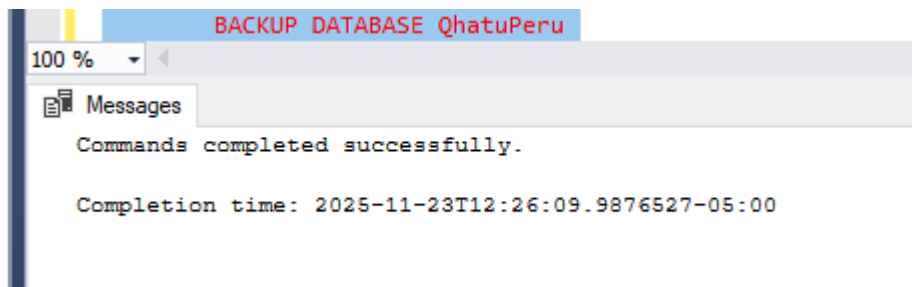 BACKUP DATABASE QhatuPeru
100 %
Messages
Commands completed successfully.
Completion time: 2025-11-23T12:26:09.9876527-05:00